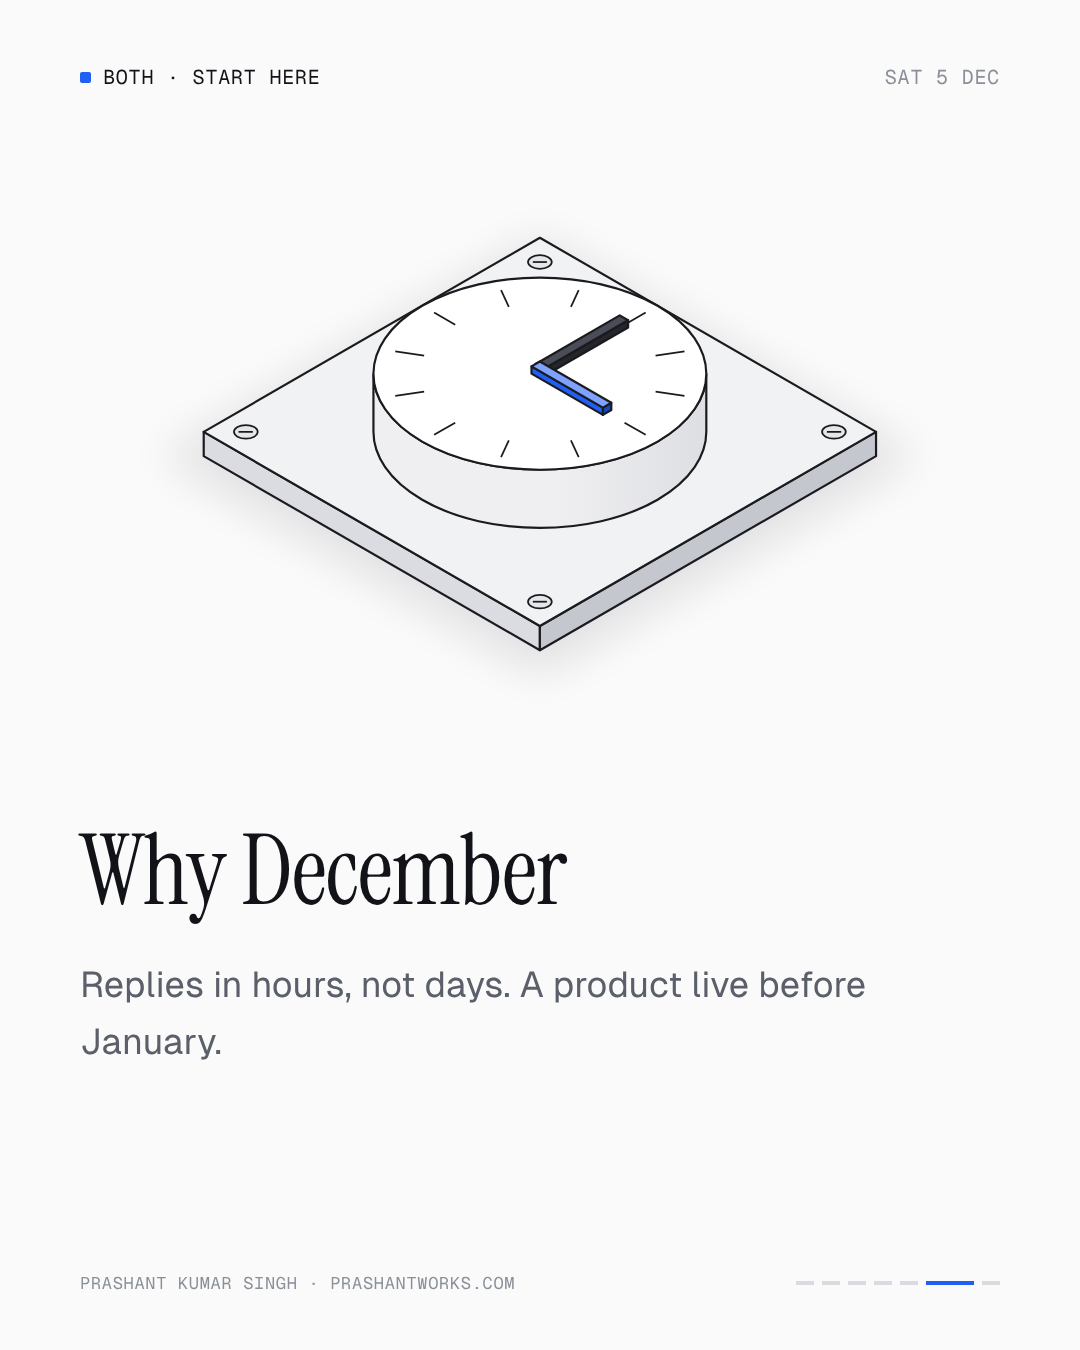 BOTH · START HERE
SAT 5 DEC
Why December
Replies in hours, not days. A product live before
January.
PRASHANT KUMAR SINGH · PRASHANTWORKS.COM